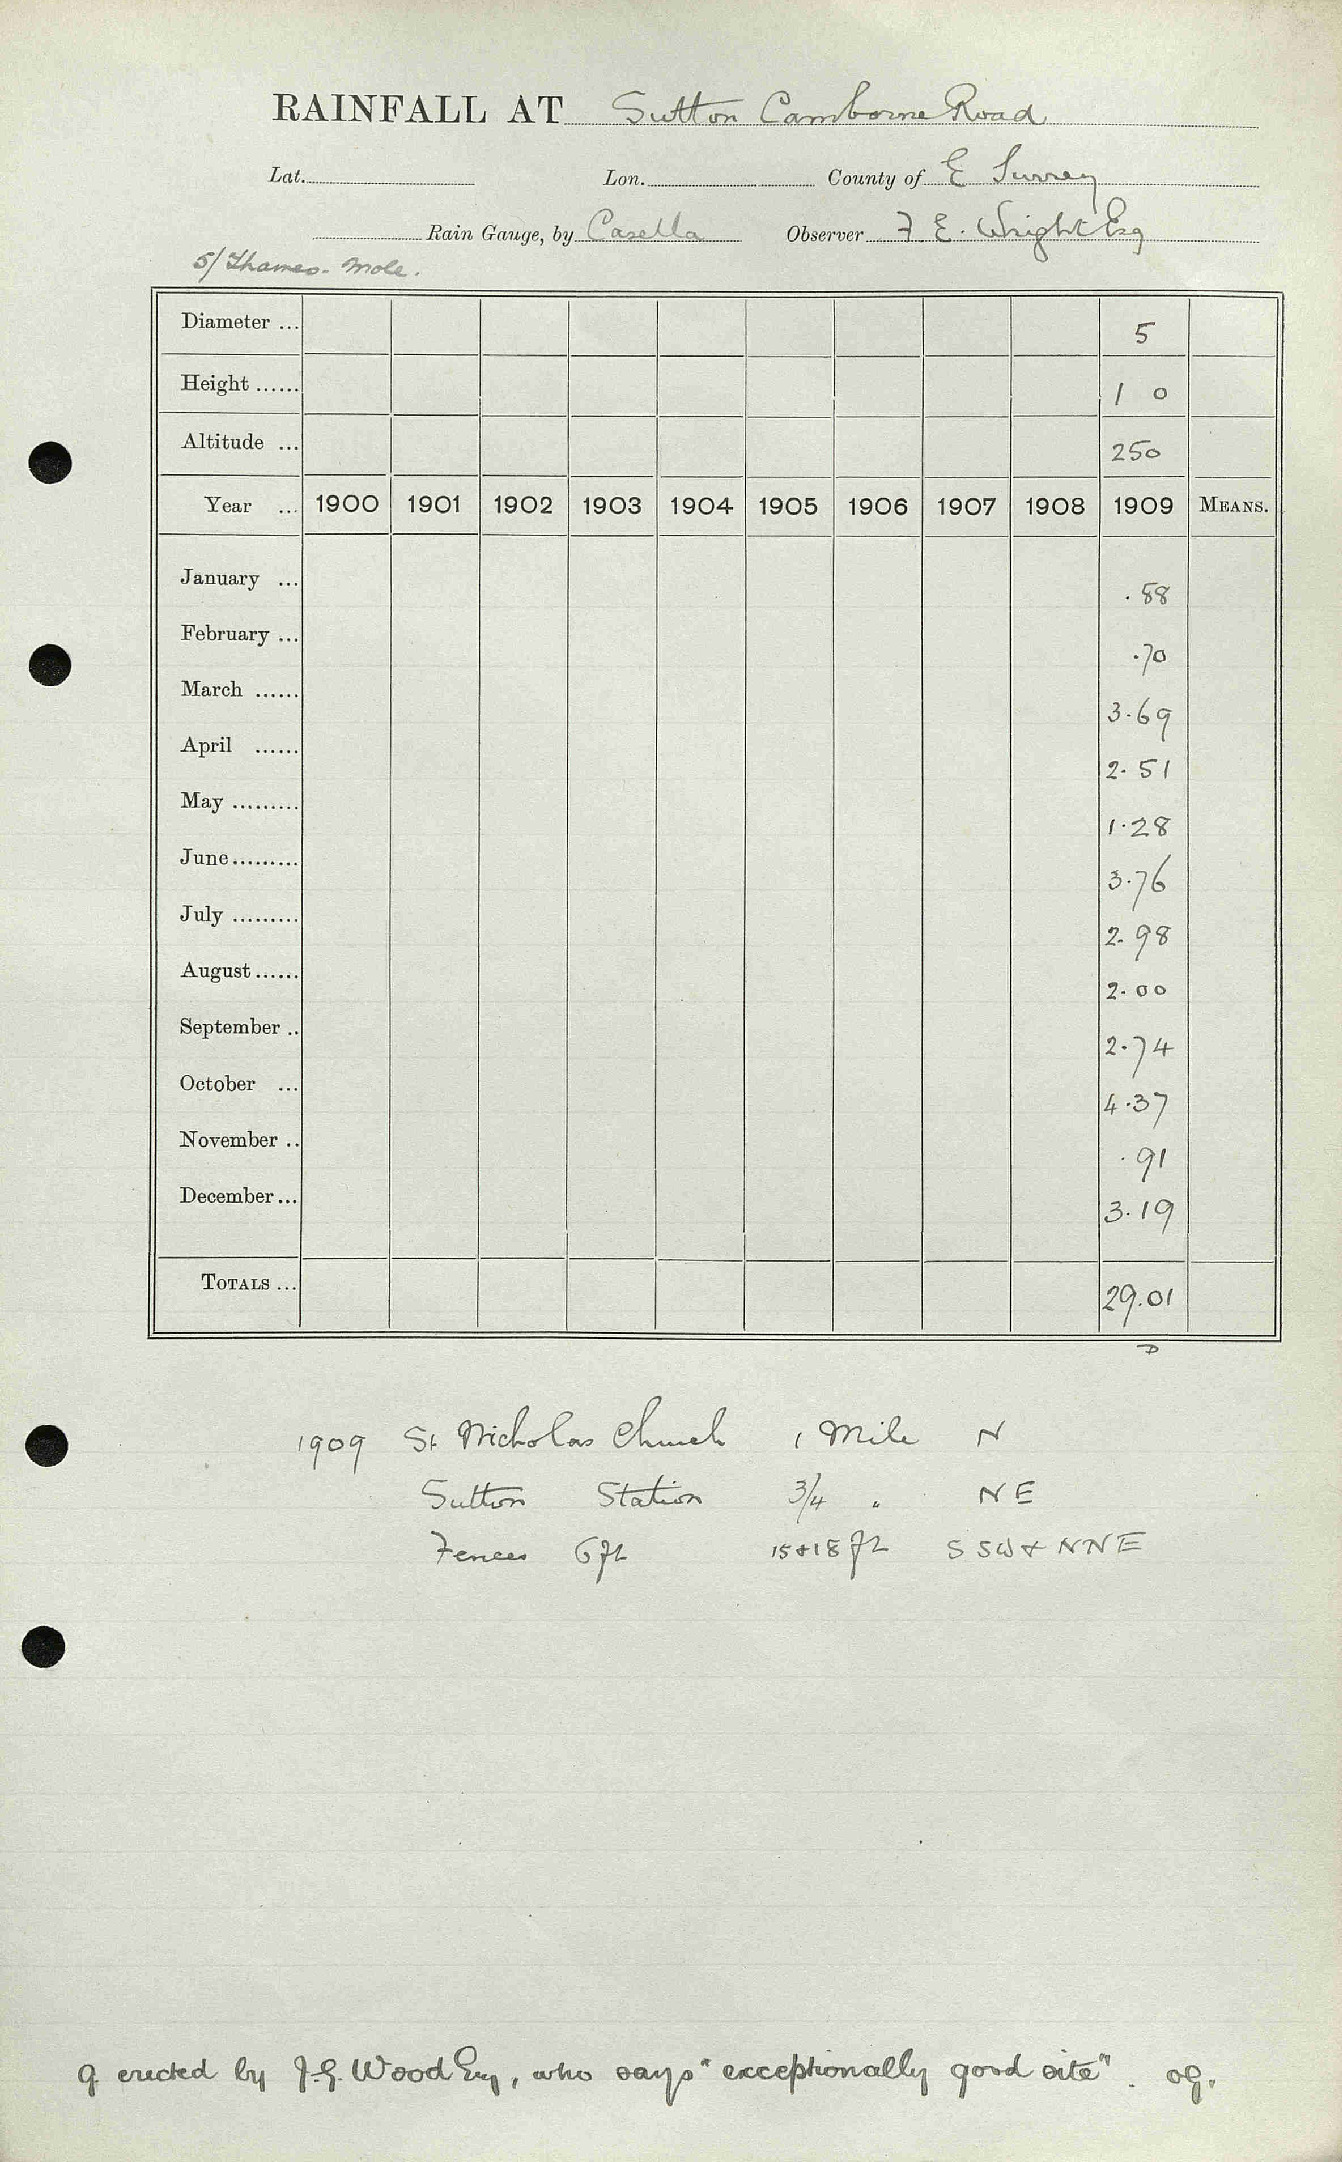 RAINFALL AT Sutton Camborne Road
Lat. Lon. County of E Surrey
Rain Gauge, by Casella Observer F. E. Wright Esq
5/Thames-Mole.
Diameter ... 5
Height ...... 1 0
Altitude ... 250
Year ... 1900 1901 1902 1903 1904 1905 1906 1907 1908 1909 MEANS.
January ... .88
February ... .70
March ...... 3.69
April ...... 2.51
May ......... 1.28
June ......... 3.76
July ......... 2.98
August ...... 2.00
September .. 2.74
October ... 4.37
November .. .91
December ... 3.19
TOTALS ... 29.01
D
1909 St Nicholas Church 1 Mile N
Sutton Station 3/4 " NE
Fences 6 ft 15+18 ft S SW + NNE
g. erected by J.G. Wood Esq, who says "exceptionally good site".